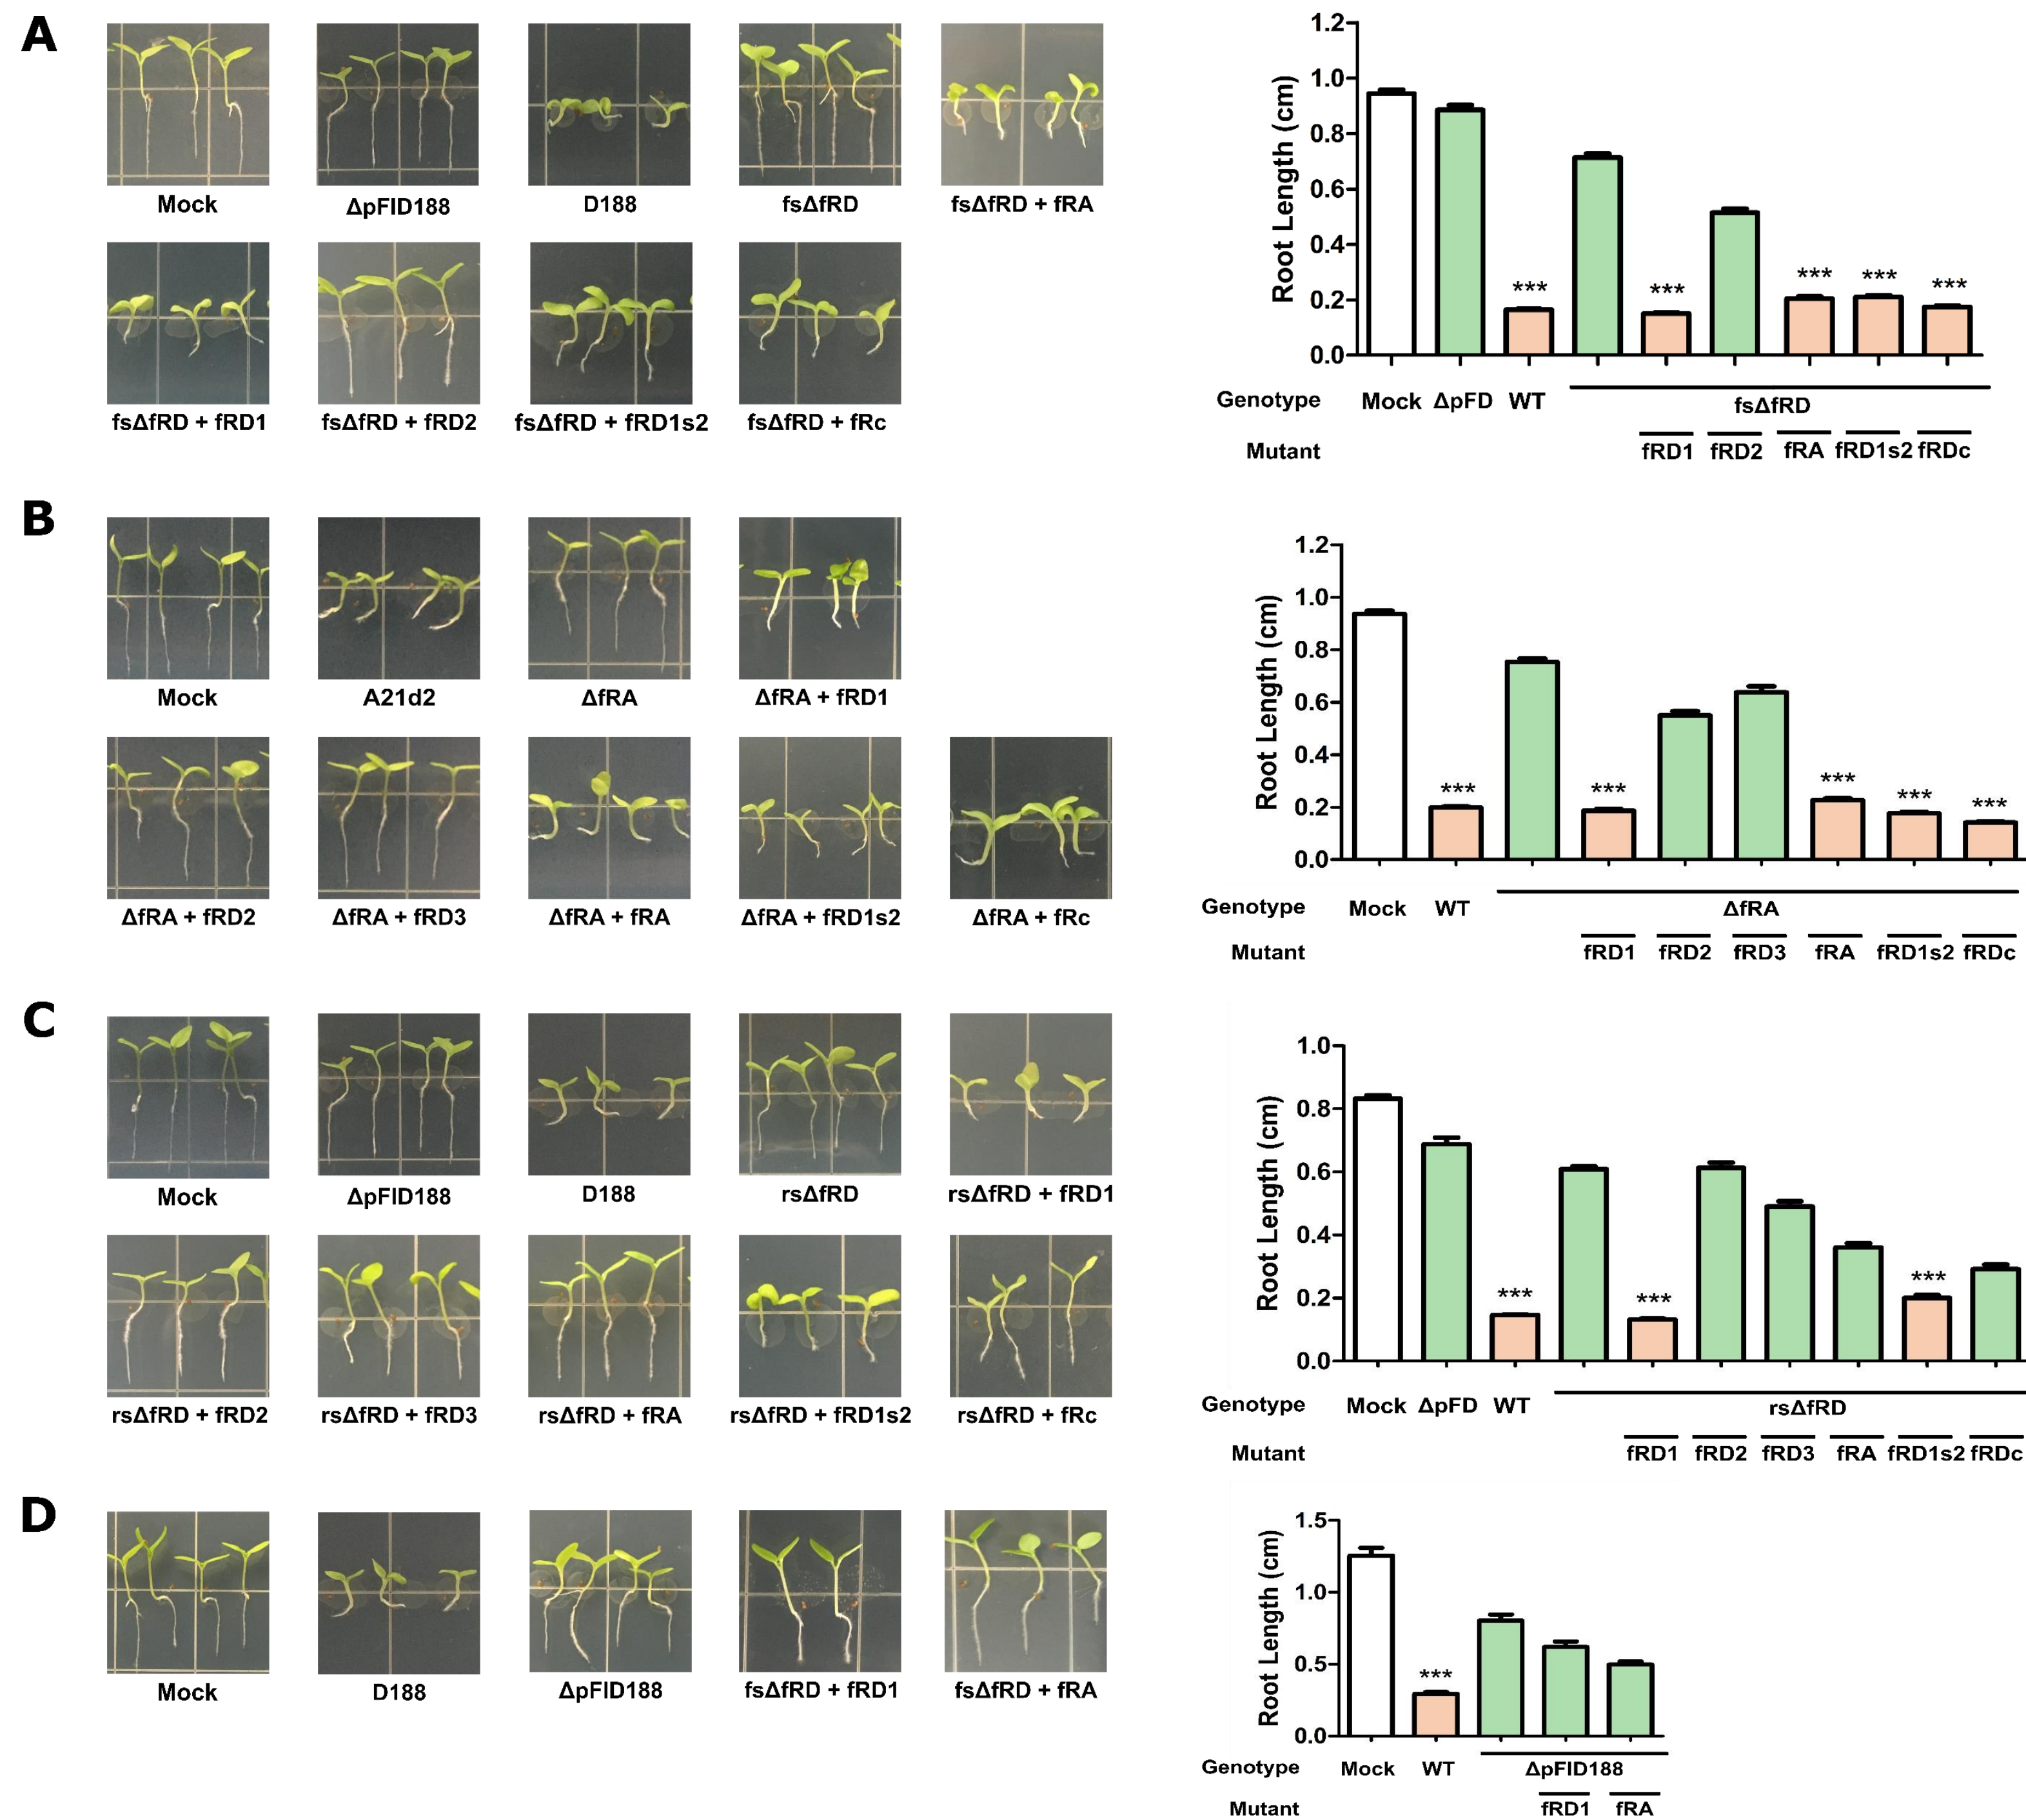 A
Mock ΔpFID188 D188 fsΔfRD fsΔfRD + fRA
fsΔfRD + fRD1 fsΔfRD + fRD2 fsΔfRD + fRD1s2 fsΔfRD + fRc
Root Length (cm)
1.2
1.0
0.8
0.6
0.4
0.2
0.0
*** *** *** *** ***
Genotype Mock ΔpFD WT fsΔfRD
Mutant fRD1 fRD2 fRA fRD1s2 fRDc
B
Mock A21d2 ΔfRA ΔfRA + fRD1
ΔfRA + fRD2 ΔfRA + fRD3 ΔfRA + fRA ΔfRA + fRD1s2 ΔfRA + fRc
Root Length (cm)
1.2
1.0
0.8
0.6
0.4
0.2
0.0
*** *** *** *** ***
Genotype Mock WT ΔfRA
Mutant fRD1 fRD2 fRD3 fRA fRD1s2 fRDc
C
Mock ΔpFID188 D188 rsΔfRD rsΔfRD + fRD1
rsΔfRD + fRD2 rsΔfRD + fRD3 rsΔfRD + fRA rsΔfRD + fRD1s2 rsΔfRD + fRc
Root Length (cm)
1.0
0.8
0.6
0.4
0.2
0.0
*** *** ***
Genotype Mock ΔpFD WT rsΔfRD
Mutant fRD1 fRD2 fRD3 fRA fRD1s2 fRDc
D
Mock D188 ΔpFID188 fsΔfRD + fRD1 fsΔfRD + fRA
Root Length (cm)
1.5
1.0
0.5
0.0
***
Genotype Mock WT ΔpFID188
Mutant fRD1 fRA